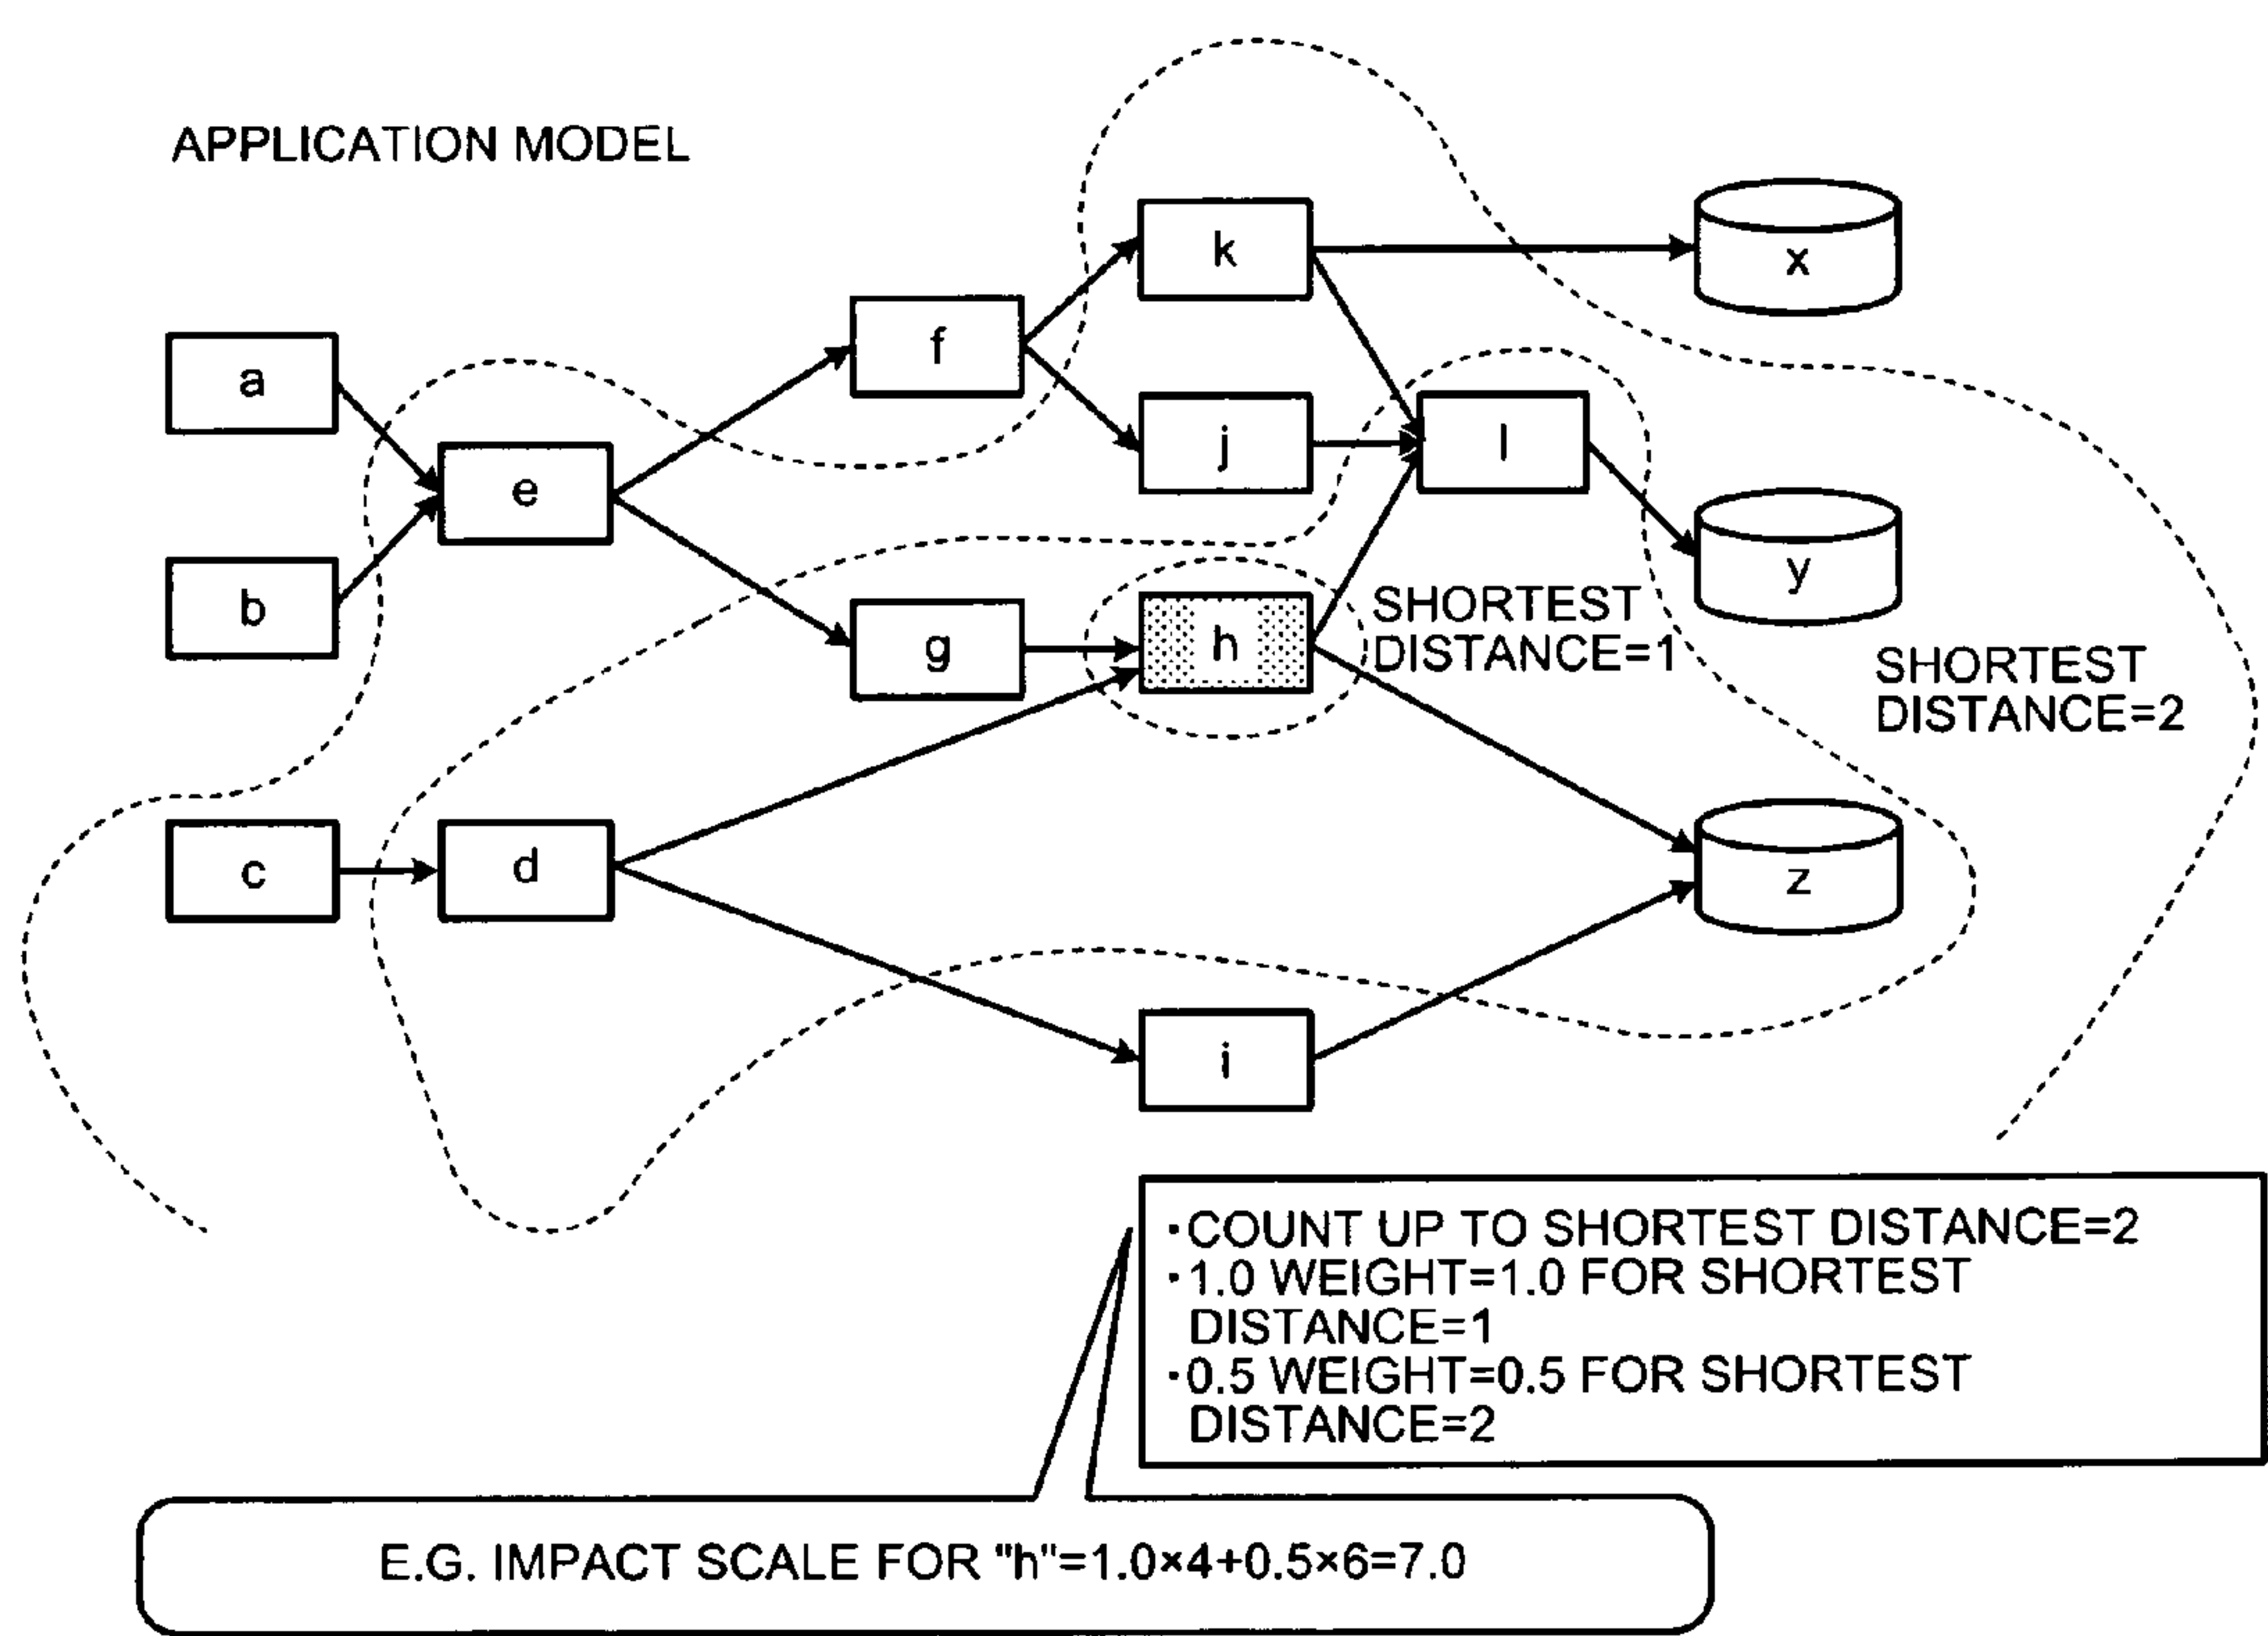 APPLICATION MODEL
k
x
f
a
j
l
e
y
b
g
h
SHORTEST
DISTANCE=1
SHORTEST
DISTANCE=2
c
d
z
i
・COUNT UP TO SHORTEST DISTANCE=2
・1.0 WEIGHT=1.0 FOR SHORTEST
DISTANCE=1
・0.5 WEIGHT=0.5 FOR SHORTEST
DISTANCE=2
E.G. IMPACT SCALE FOR "h"=1.0×4+0.5×6=7.0